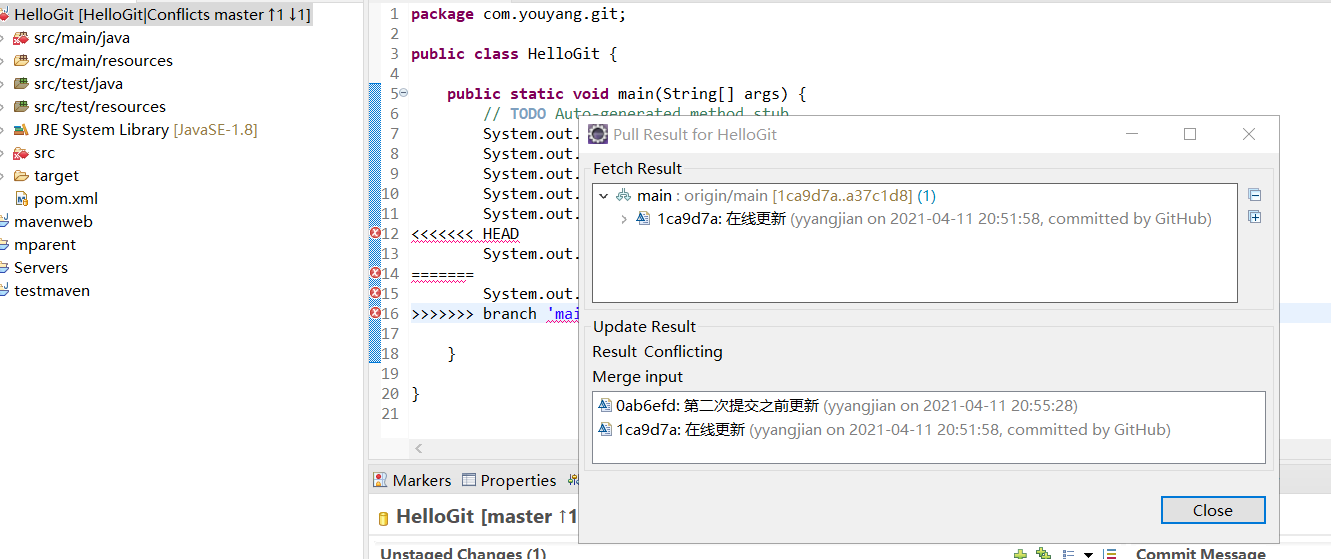 HelloGit [HelloGit|Conflicts master ↑1 ↓1]
src/main/java
src/main/resources
src/test/java
src/test/resources
JRE System Library [JavaSE-1.8]
src
target
pom.xml
mavenweb
mparent
Servers
testmaven
1 package com.youyang.git;
2
3 public class HelloGit {
4
5 public static void main(String[] args) {
6 // TODO Auto-generated method stub
7 System.out.
8 System.out.
9 System.out.
10 System.out.
11 System.out.
12 <<<<<<< HEAD
13 System.out.
14 =======
15 System.out.
16 >>>>>>> branch 'mai
17
18 }
19
20 }
21
Pull Result for HelloGit
Fetch Result
main : origin/main [1ca9d7a..a37c1d8] (1)
1ca9d7a: 在线更新 (yyangjian on 2021-04-11 20:51:58, committed by GitHub)
Update Result
Result Conflicting
Merge input
0ab6efd: 第二次提交之前更新 (yyangjian on 2021-04-11 20:55:28)
1ca9d7a: 在线更新 (yyangjian on 2021-04-11 20:51:58, committed by GitHub)
Close
Markers Properties
HelloGit [master ↑1
Unstaged Changes (1)
Commit Message